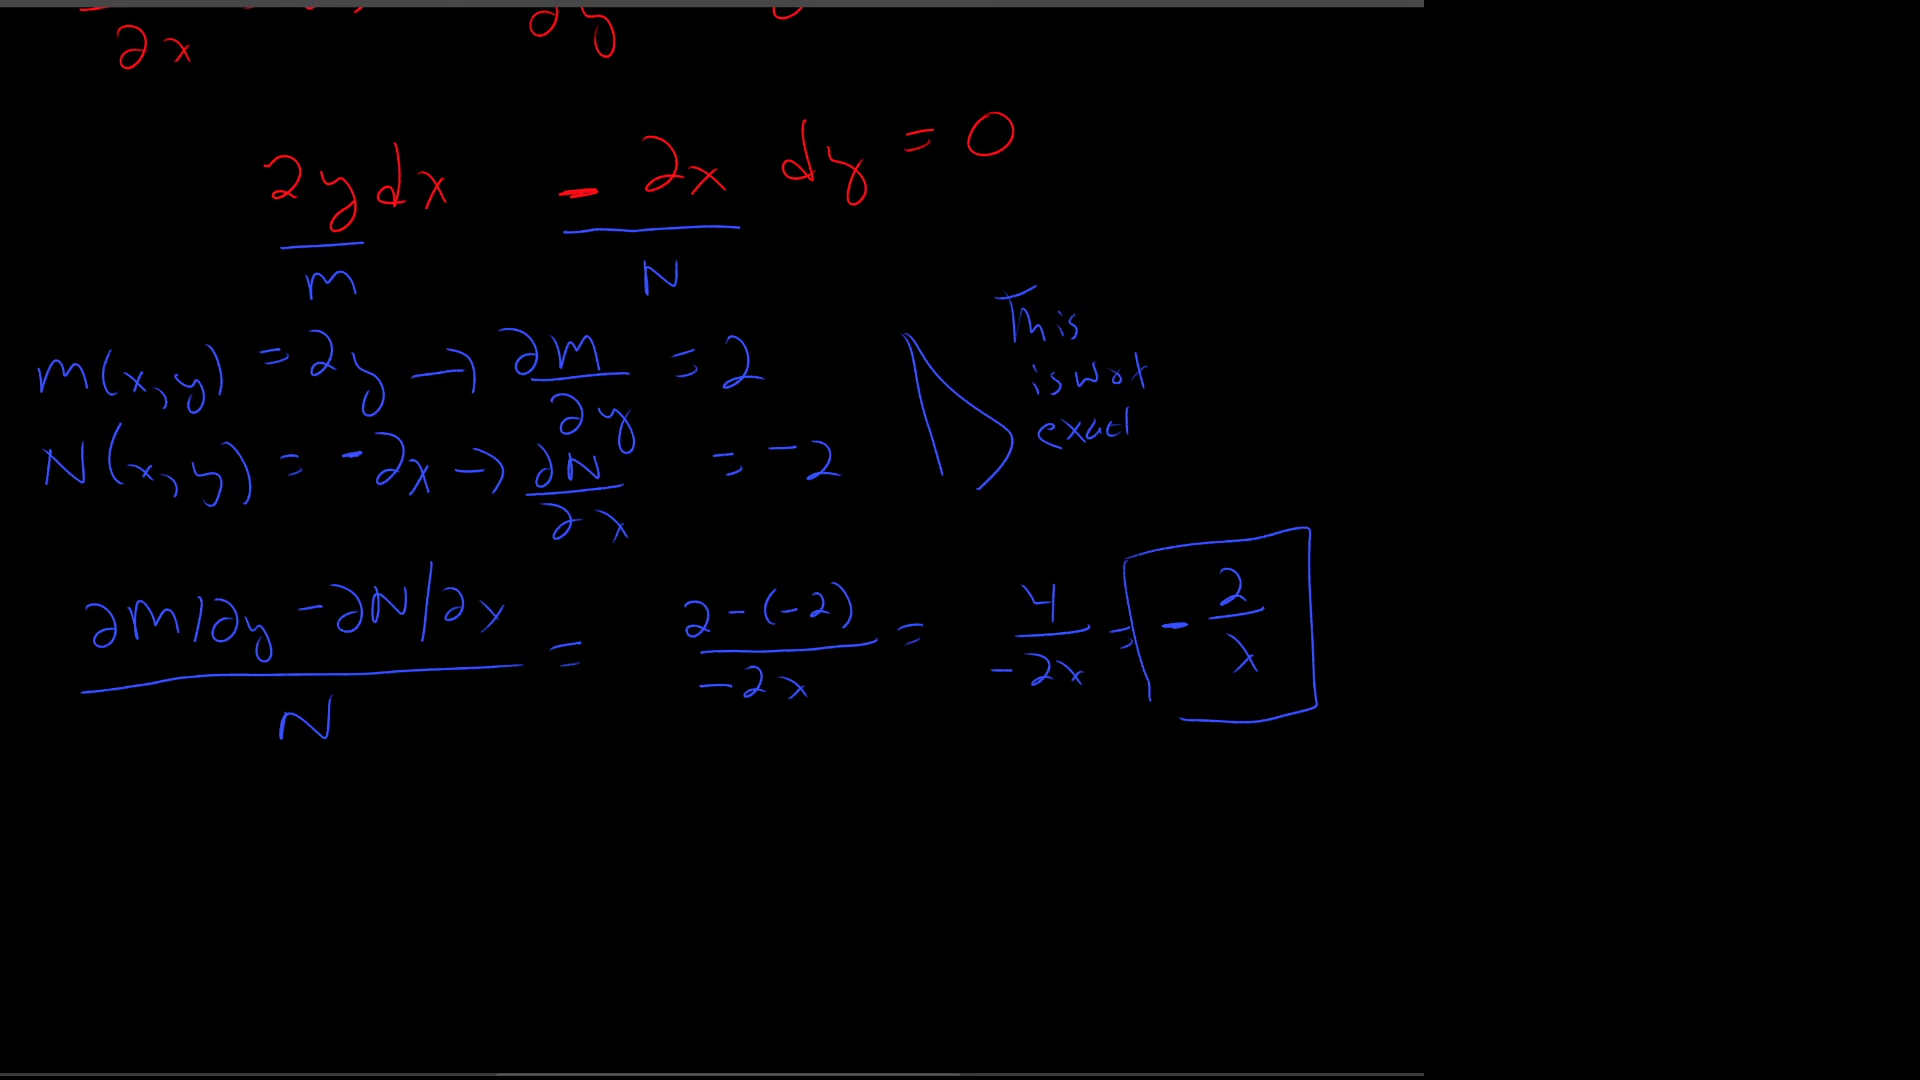 ∂x ∂y
2y dx - 2x dy = 0
M N
M(x,y) = 2y → ∂M/∂y = 2
N(x,y) = -2x → ∂N/∂x = -2
This
is not
exact
(∂M/∂y - ∂N/∂x)/N = (2-(-2))/(-2x) = 4/(-2x) = -2/x